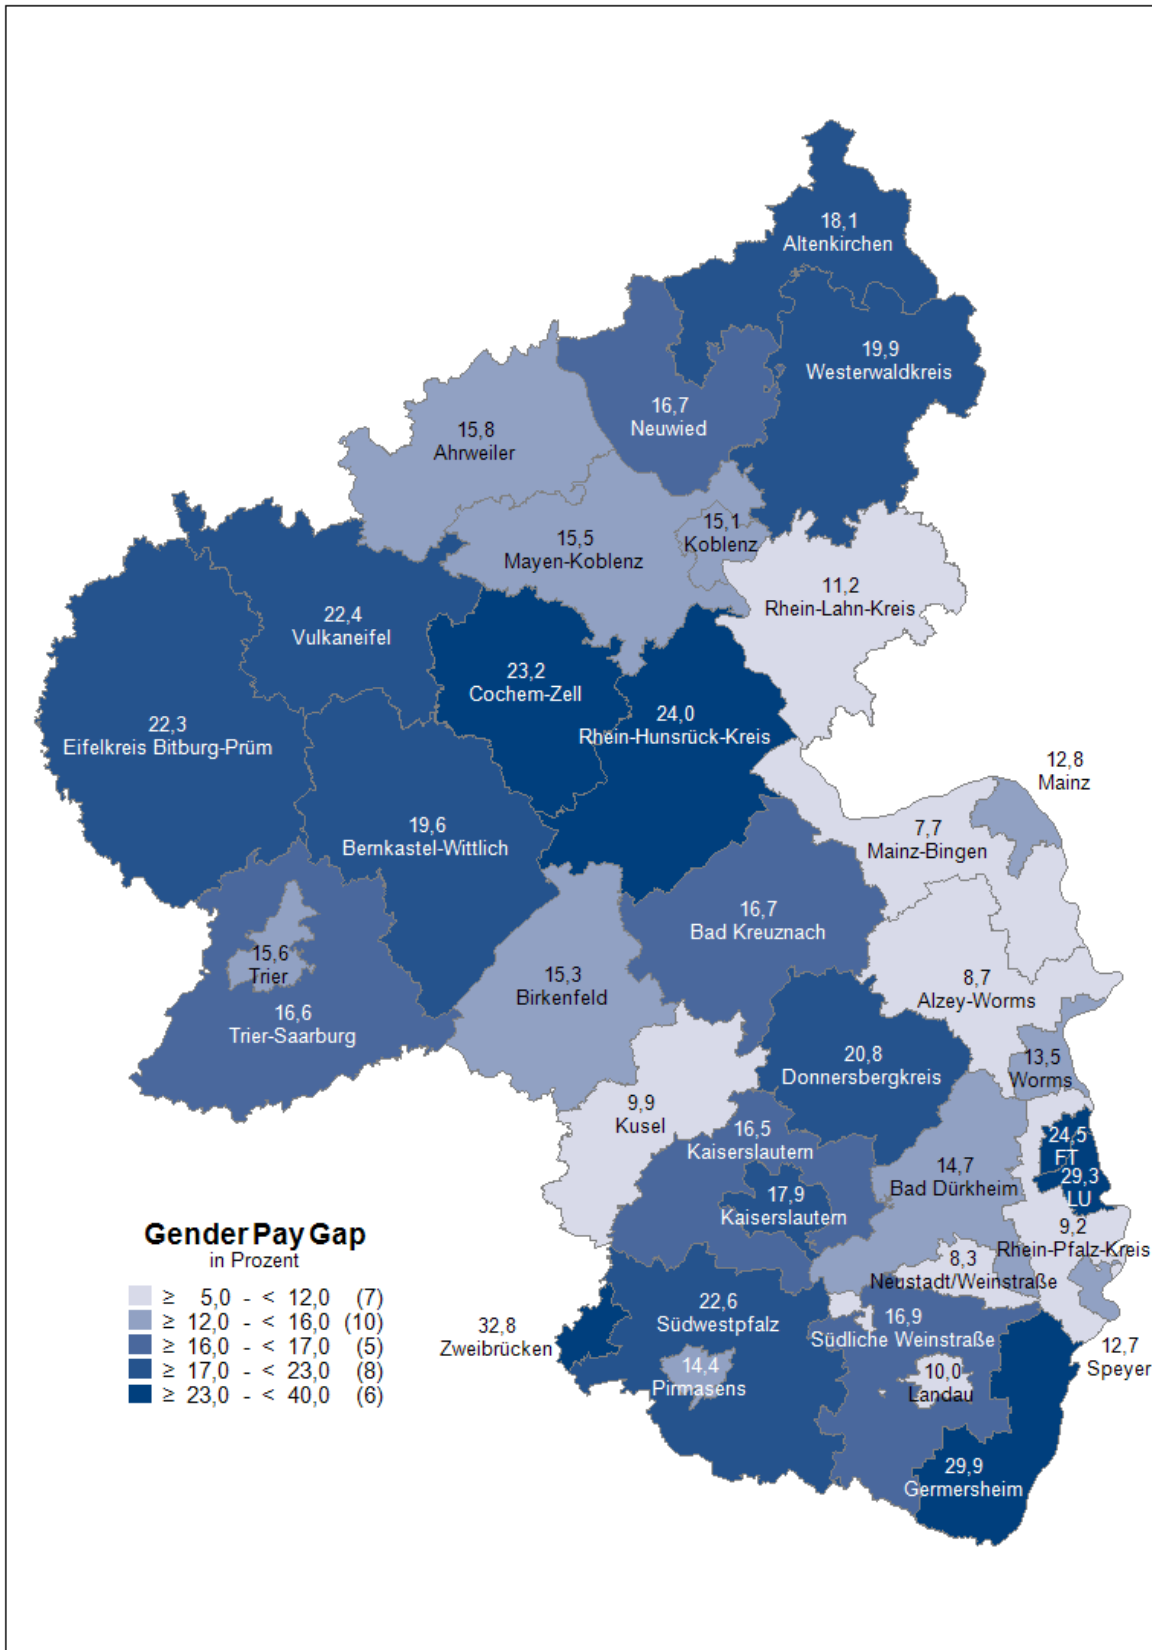 18,1
Altenkirchen
19,9
Westerwaldkreis
16,7
Neuwied
15,8
Ahrweiler
15,1
Koblenz
15,5
Mayen-Koblenz
11,2
Rhein-Lahn-Kreis
22,4
Vulkaneifel
23,2
Cochem-Zell
24,0
Rhein-Hunsrück-Kreis
22,3
Eifelkreis Bitburg-Prüm
12,8
Mainz
7,7
Mainz-Bingen
19,6
Bernkastel-Wittlich
16,7
Bad Kreuznach
15,6
Trier
15,3
Birkenfeld
8,7
Alzey-Worms
16,6
Trier-Saarburg
20,8
Donnersbergkreis
13,5
Worms
9,9
Kusel
16,5
Kaiserslautern
24,5
FT
29,3
LU
14,7
Bad Dürkheim
17,9
Kaiserslautern
9,2
Rhein-Pfalz-Kreis
8,3
Neustadt/Weinstraße
22,6
Südwestpfalz
16,9
Südliche Weinstraße
32,8
Zweibrücken
12,7
Speyer
14,4
Pirmasens
10,0
Landau
29,9
Germersheim
Gender Pay Gap
in Prozent
≥ 5,0 - < 12,0 (7)
≥ 12,0 - < 16,0 (10)
≥ 16,0 - < 17,0 (5)
≥ 17,0 - < 23,0 (8)
≥ 23,0 - < 40,0 (6)